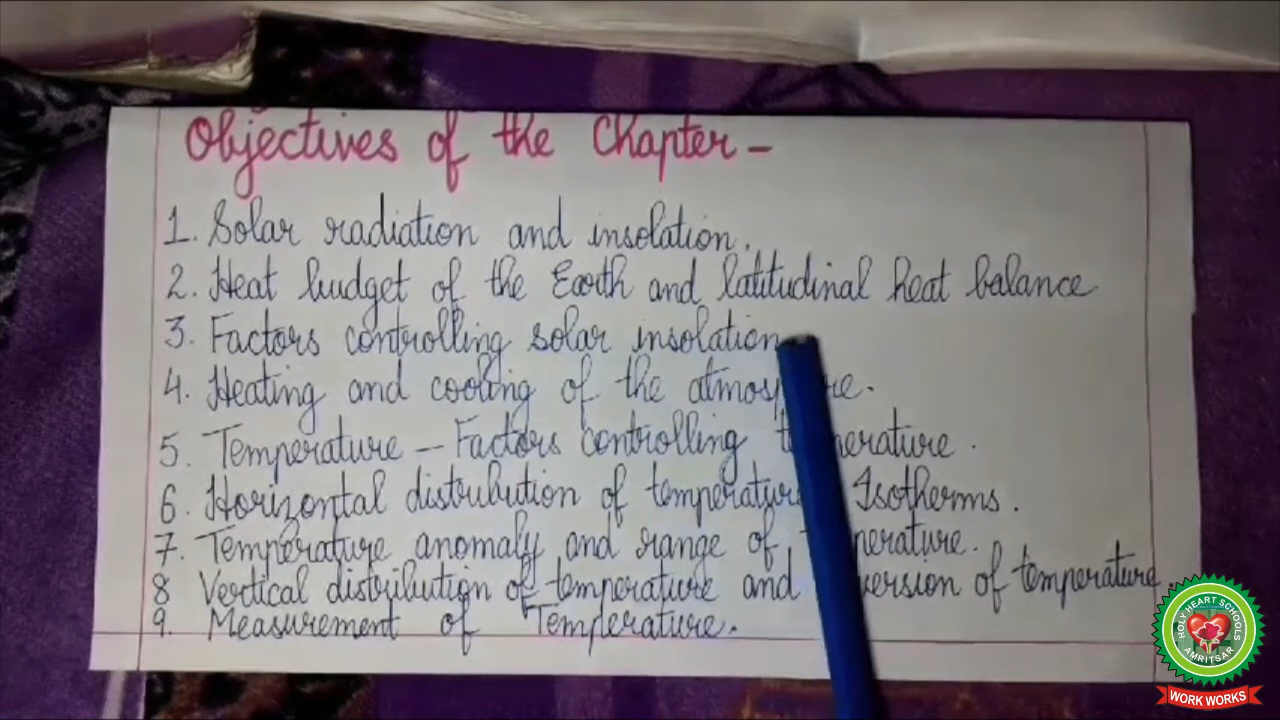 Objectives of the Chapter -
1. Solar radiation and insolation.
2. Heat budget of the Earth and latitudinal heat balance
3. Factors controlling solar insolation
4. Heating and cooling of the
5. Temperature - Factors controlling
6. Horizontal distribution of temperature Isotherms.
7. Temperature anomaly and range of
8 Vertical distribution of temperature and of temperature.
9. Measurement of Temperature.
HOLY HEART SCHOOLS
AMRITSAR
WORK WORKS